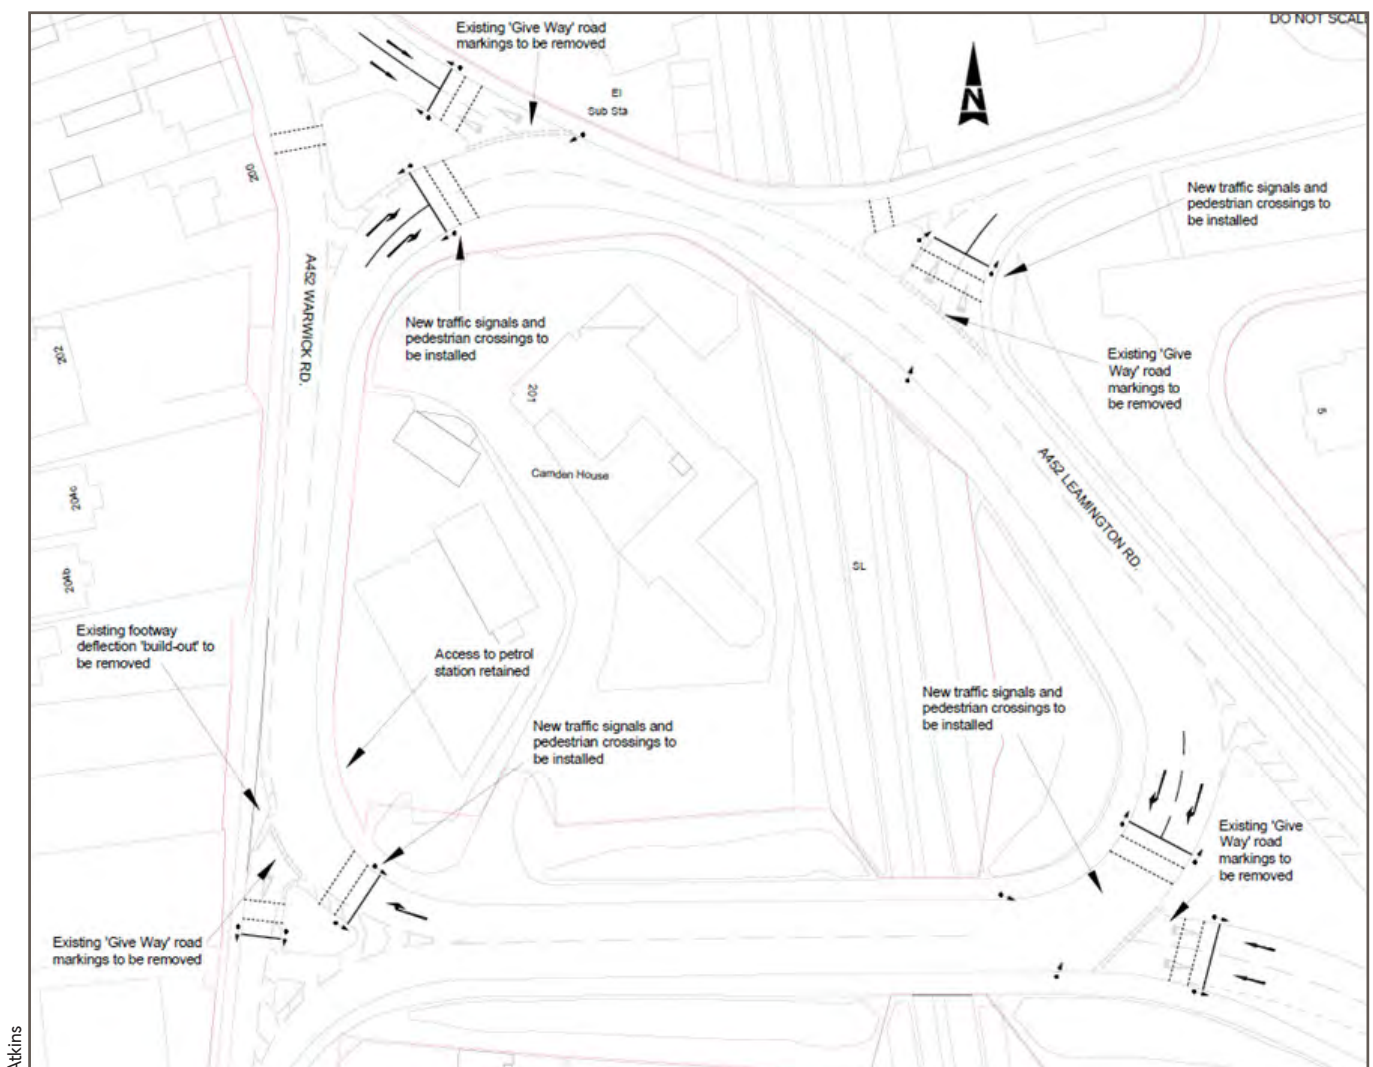 DO NOT SCAL
Existing 'Give Way' road
markings to be removed
El
Sub Sta
N
200
New traffic signals and
pedestrian crossings to
be installed
A452 WARWICK RD.
New traffic signals and
pedestrian crossings to
be installed
202
201
Existing 'Give
Way' road
markings to
be removed
5
Camden House
A452 LEAMINGTON RD.
204c
SL
204b
Existing footway
deflection 'build-out' to
be removed
Access to petrol
station retained
New traffic signals and
pedestrian crossings to
be installed
New traffic signals and
pedestrian crossings to
be installed
Existing 'Give
Way' road
markings to
be removed
Existing 'Give Way' road
markings to be removed
Atkins